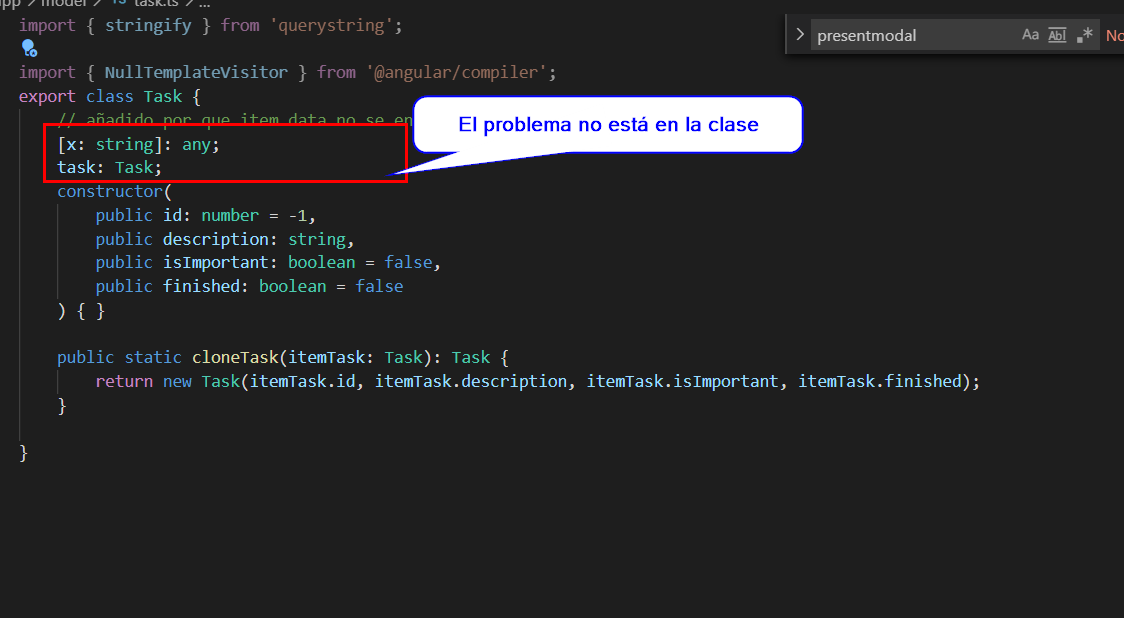 model > TS task.ts > ...
import { stringify } from 'querystring';
presentmodal
Aa Abl .* No
import { NullTemplateVisitor } from '@angular/compiler';
export class Task {
// añadido por que item data no se en
El problema no está en la clase
[x: string]: any;
task: Task;
constructor(
public id: number = -1,
public description: string,
public isImportant: boolean = false,
public finished: boolean = false
) { }
public static cloneTask(itemTask: Task): Task {
return new Task(itemTask.id, itemTask.description, itemTask.isImportant, itemTask.finished);
}
}